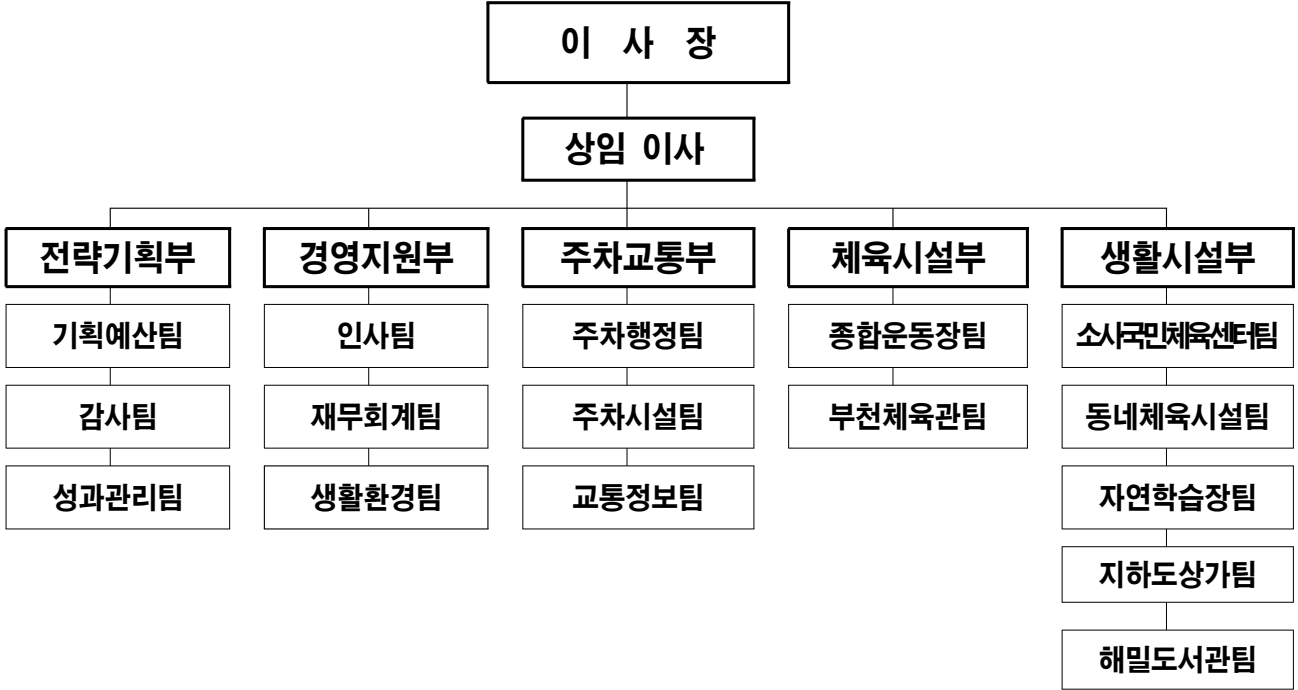 이 사 장
상임 이사
전략기획부 경영지원부 주차교통부 체육시설부 생활시설부
기획예산팀 인사팀 주차행정팀 종합운동장팀 소사국민체육센터팀
감사팀 재무회계팀 주차시설팀 부천체육관팀 동네체육시설팀
성과관리팀 생활환경팀 교통정보팀 자연학습장팀
지하도상가팀
해밀도서관팀